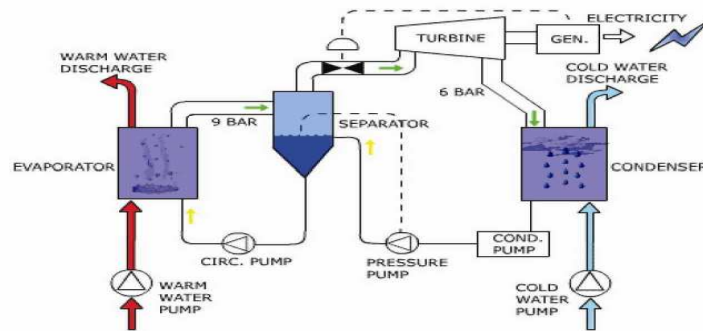 ELECTRICITY
TURBINE
GEN.
WARM WATER
DISCHARGE
COLD WATER
DISCHARGE
6 BAR
9 BAR
SEPARATOR
EVAPORATOR
CONDENSER
CIRC. PUMP
PRESSURE
PUMP
COND.
PUMP
WARM
WATER
PUMP
COLD
WATER
PUMP